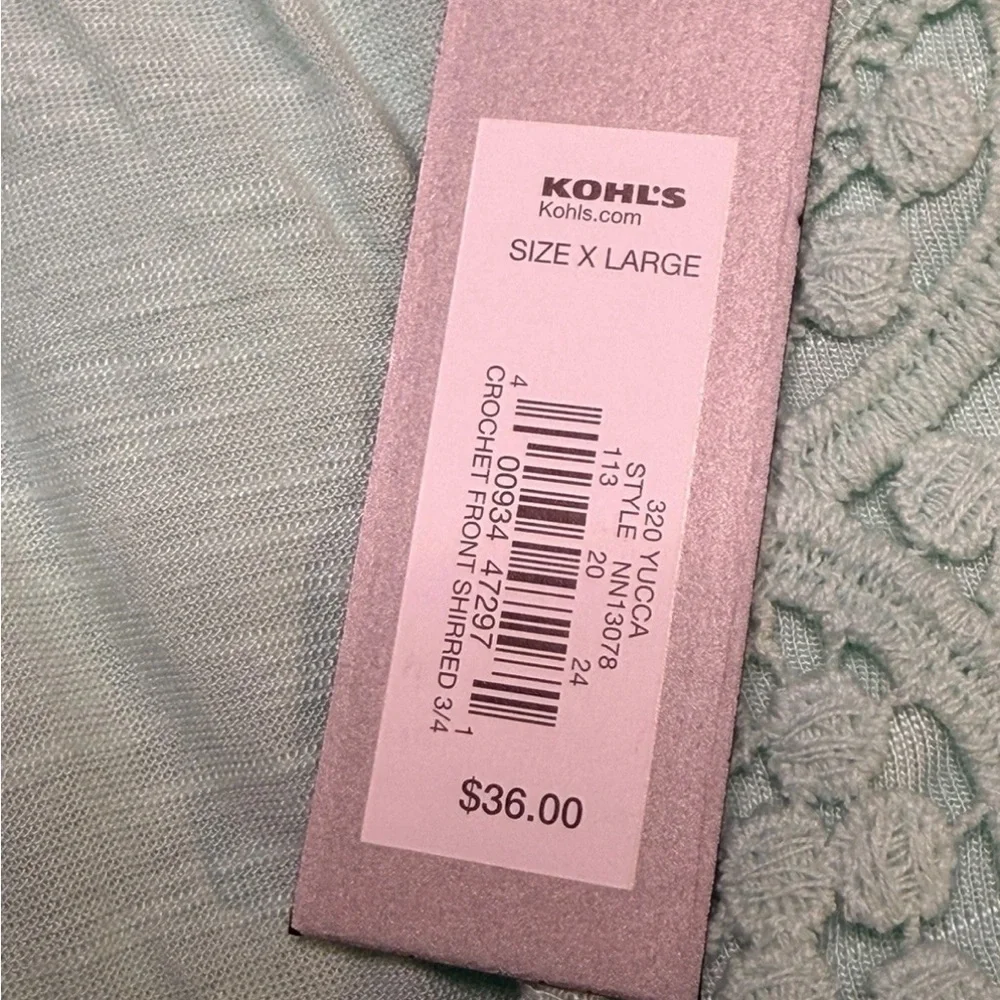 KOHL'S
Kohls.com
SIZE X LARGE
320 YUCCA
STYLE NN13078
113 20 24
4 00934 47297 1
CROCHET FRONT SHIRRED 3/4
$36.00